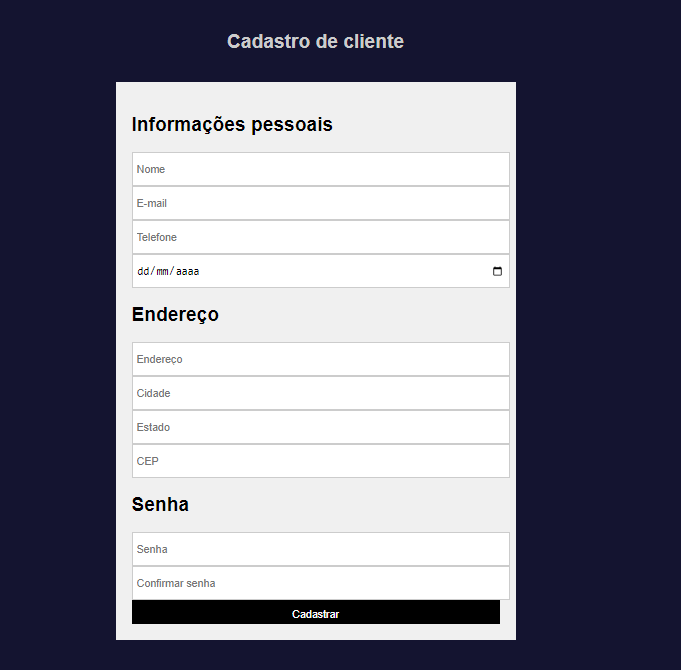 Cadastro de cliente
Informações pessoais
Nome
E-mail
Telefone
dd/mm/aaaa
Endereço
Endereço
Cidade
Estado
CEP
Senha
Senha
Confirmar senha
Cadastrar